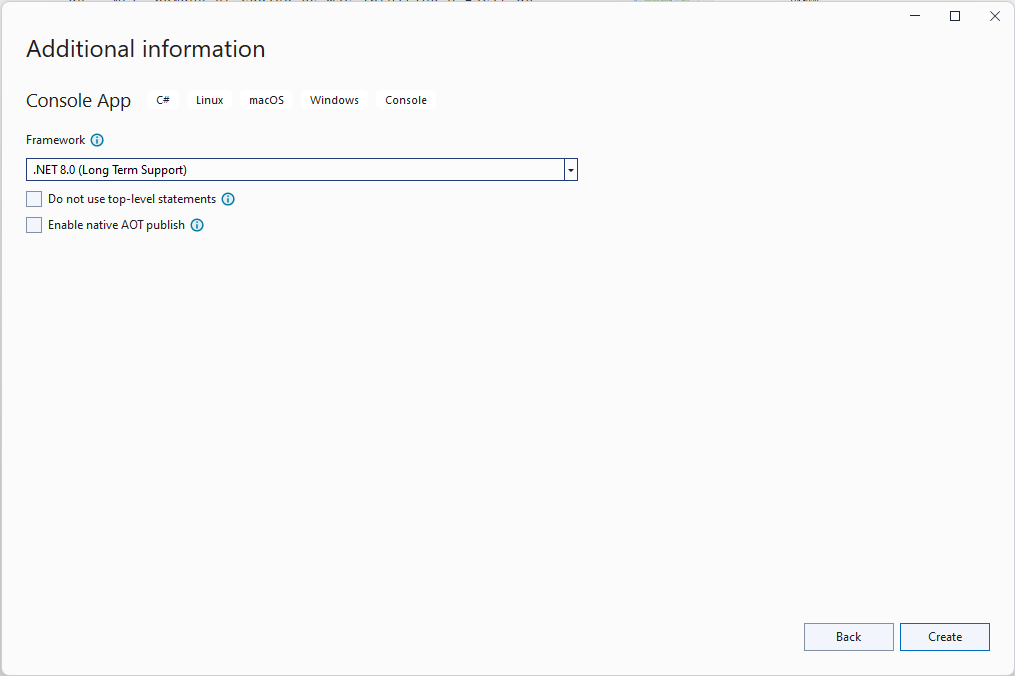 Additional information
Console App C# Linux macOS Windows Console
Framework
.NET 8.0 (Long Term Support)
Do not use top-level statements
Enable native AOT publish
Back Create